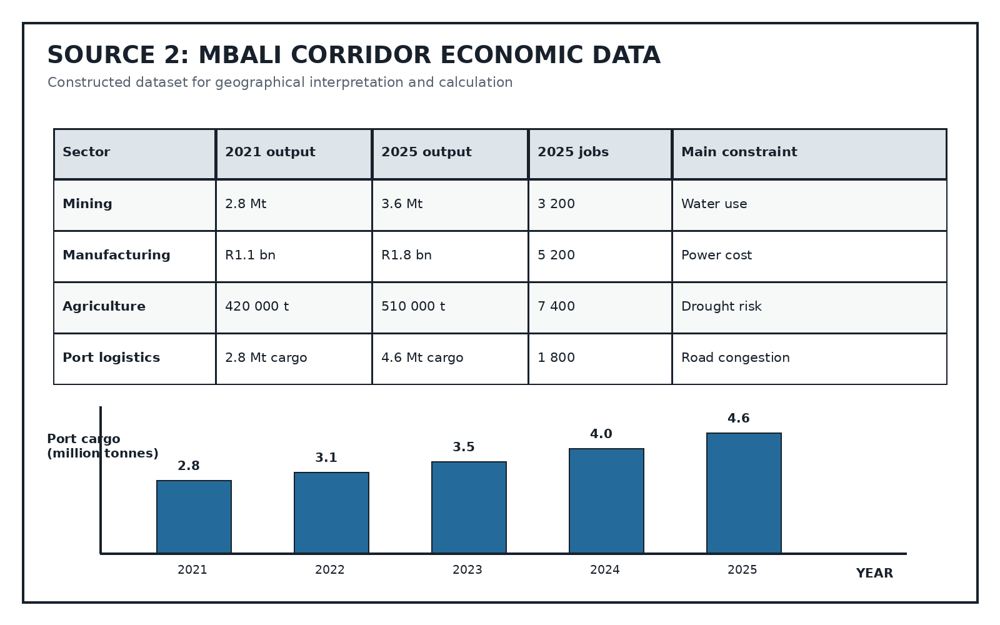 SOURCE 2: MBALI CORRIDOR ECONOMIC DATA
Constructed dataset for geographical interpretation and calculation
Sector 2021 output 2025 output 2025 jobs Main constraint
Mining 2.8 Mt 3.6 Mt 3 200 Water use
Manufacturing R1.1 bn R1.8 bn 5 200 Power cost
Agriculture 420 000 t 510 000 t 7 400 Drought risk
Port logistics 2.8 Mt cargo 4.6 Mt cargo 1 800 Road congestion
Port cargo
(million tonnes)
2.8 3.1 3.5 4.0 4.6
2021 2022 2023 2024 2025
YEAR